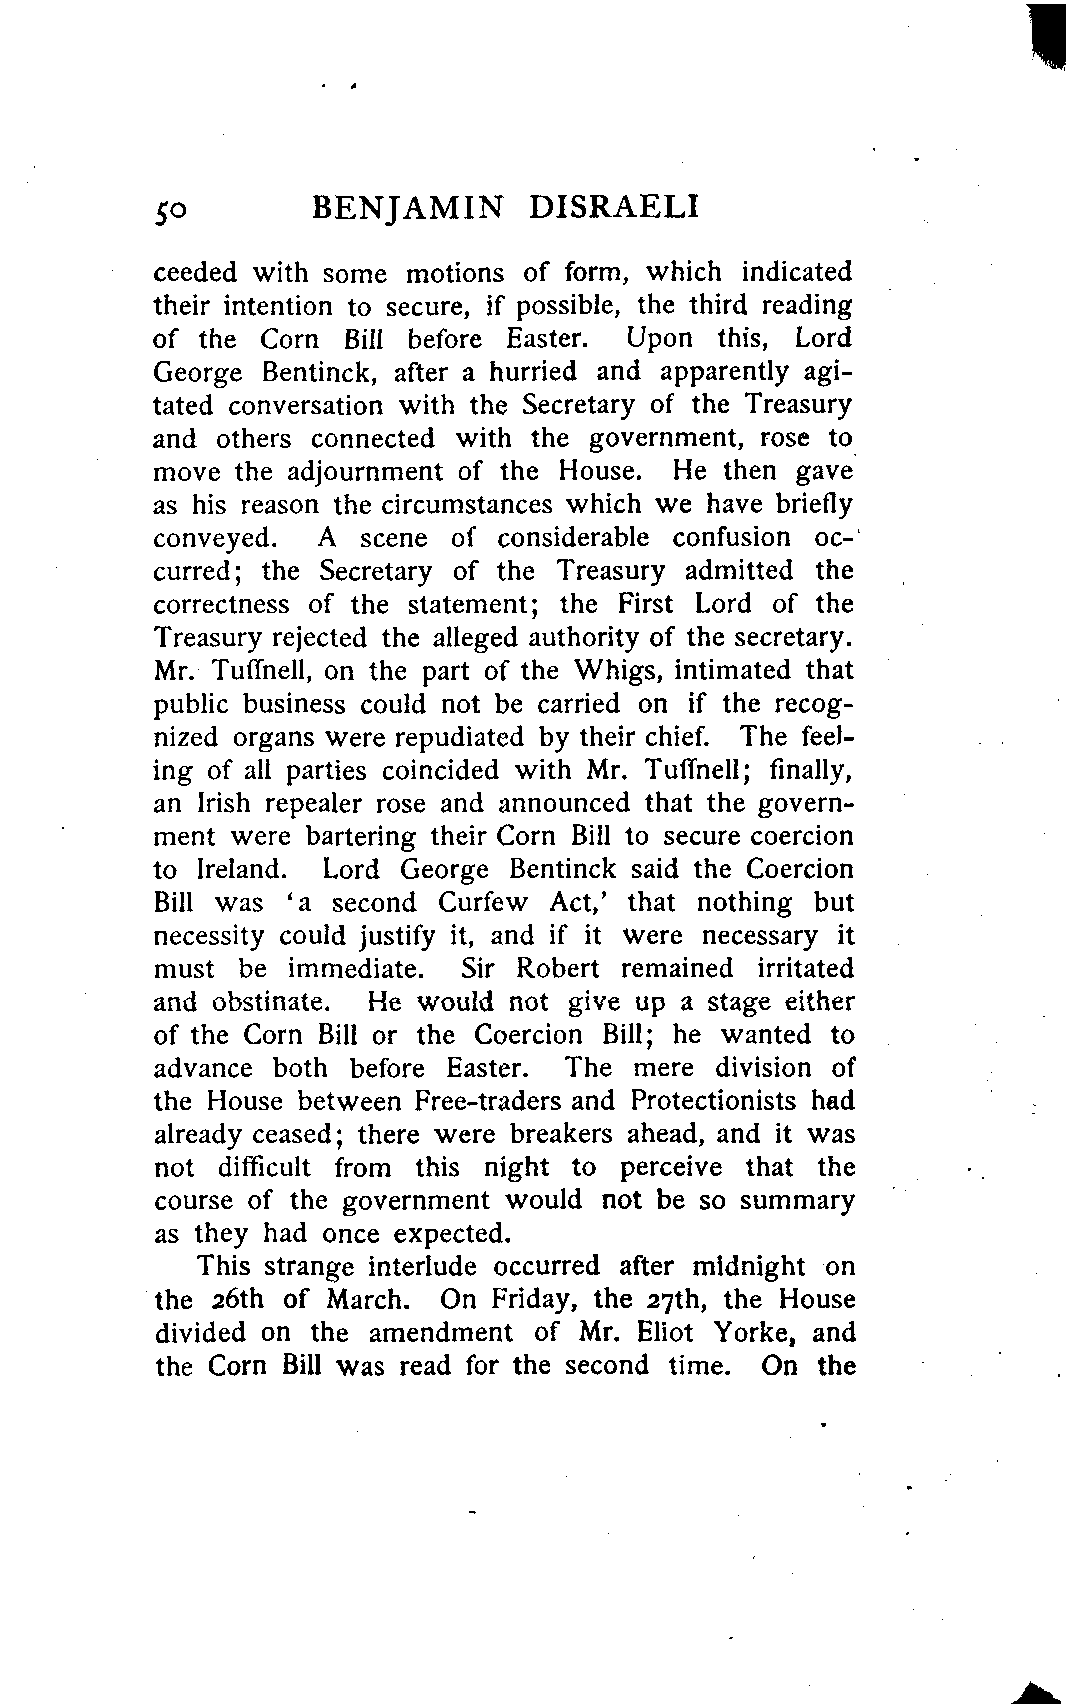 50 BENJAMIN DISRAELI
ceeded with some motions of form, which indicated
their intention to secure, if possible, the third reading
of the Corn Bill before Easter. Upon this, Lord
George Bentinck, after a hurried and apparently agi-
tated conversation with the Secretary of the Treasury
and others connected with the government, rose to
move the adjournment of the House. He then gave
as his reason the circumstances which we have briefly
conveyed. A scene of considerable confusion oc-
curred; the Secretary of the Treasury admitted the
correctness of the statement; the First Lord of the
Treasury rejected the alleged authority of the secretary.
Mr. Tuffnell, on the part of the Whigs, intimated that
public business could not be carried on if the recog-
nized organs were repudiated by their chief. The feel-
ing of all parties coincided with Mr. Tuffnell; finally,
an Irish repealer rose and announced that the govern-
ment were bartering their Corn Bill to secure coercion
to Ireland. Lord George Bentinck said the Coercion
Bill was ‘a second Curfew Act,’ that nothing but
necessity could justify it, and if it were necessary it
must be immediate. Sir Robert remained irritated
and obstinate. He would not give up a stage either
of the Corn Bill or the Coercion Bill; he wanted to
advance both before Easter. The mere division of
the House between Free-traders and Protectionists had
already ceased; there were breakers ahead, and it was
not difficult from this night to perceive that the
course of the government would not be so summary
as they had once expected.
This strange interlude occurred after midnight on
the 26th of March. On Friday, the 27th, the House
divided on the amendment of Mr. Eliot Yorke, and
the Corn Bill was read for the second time. On the